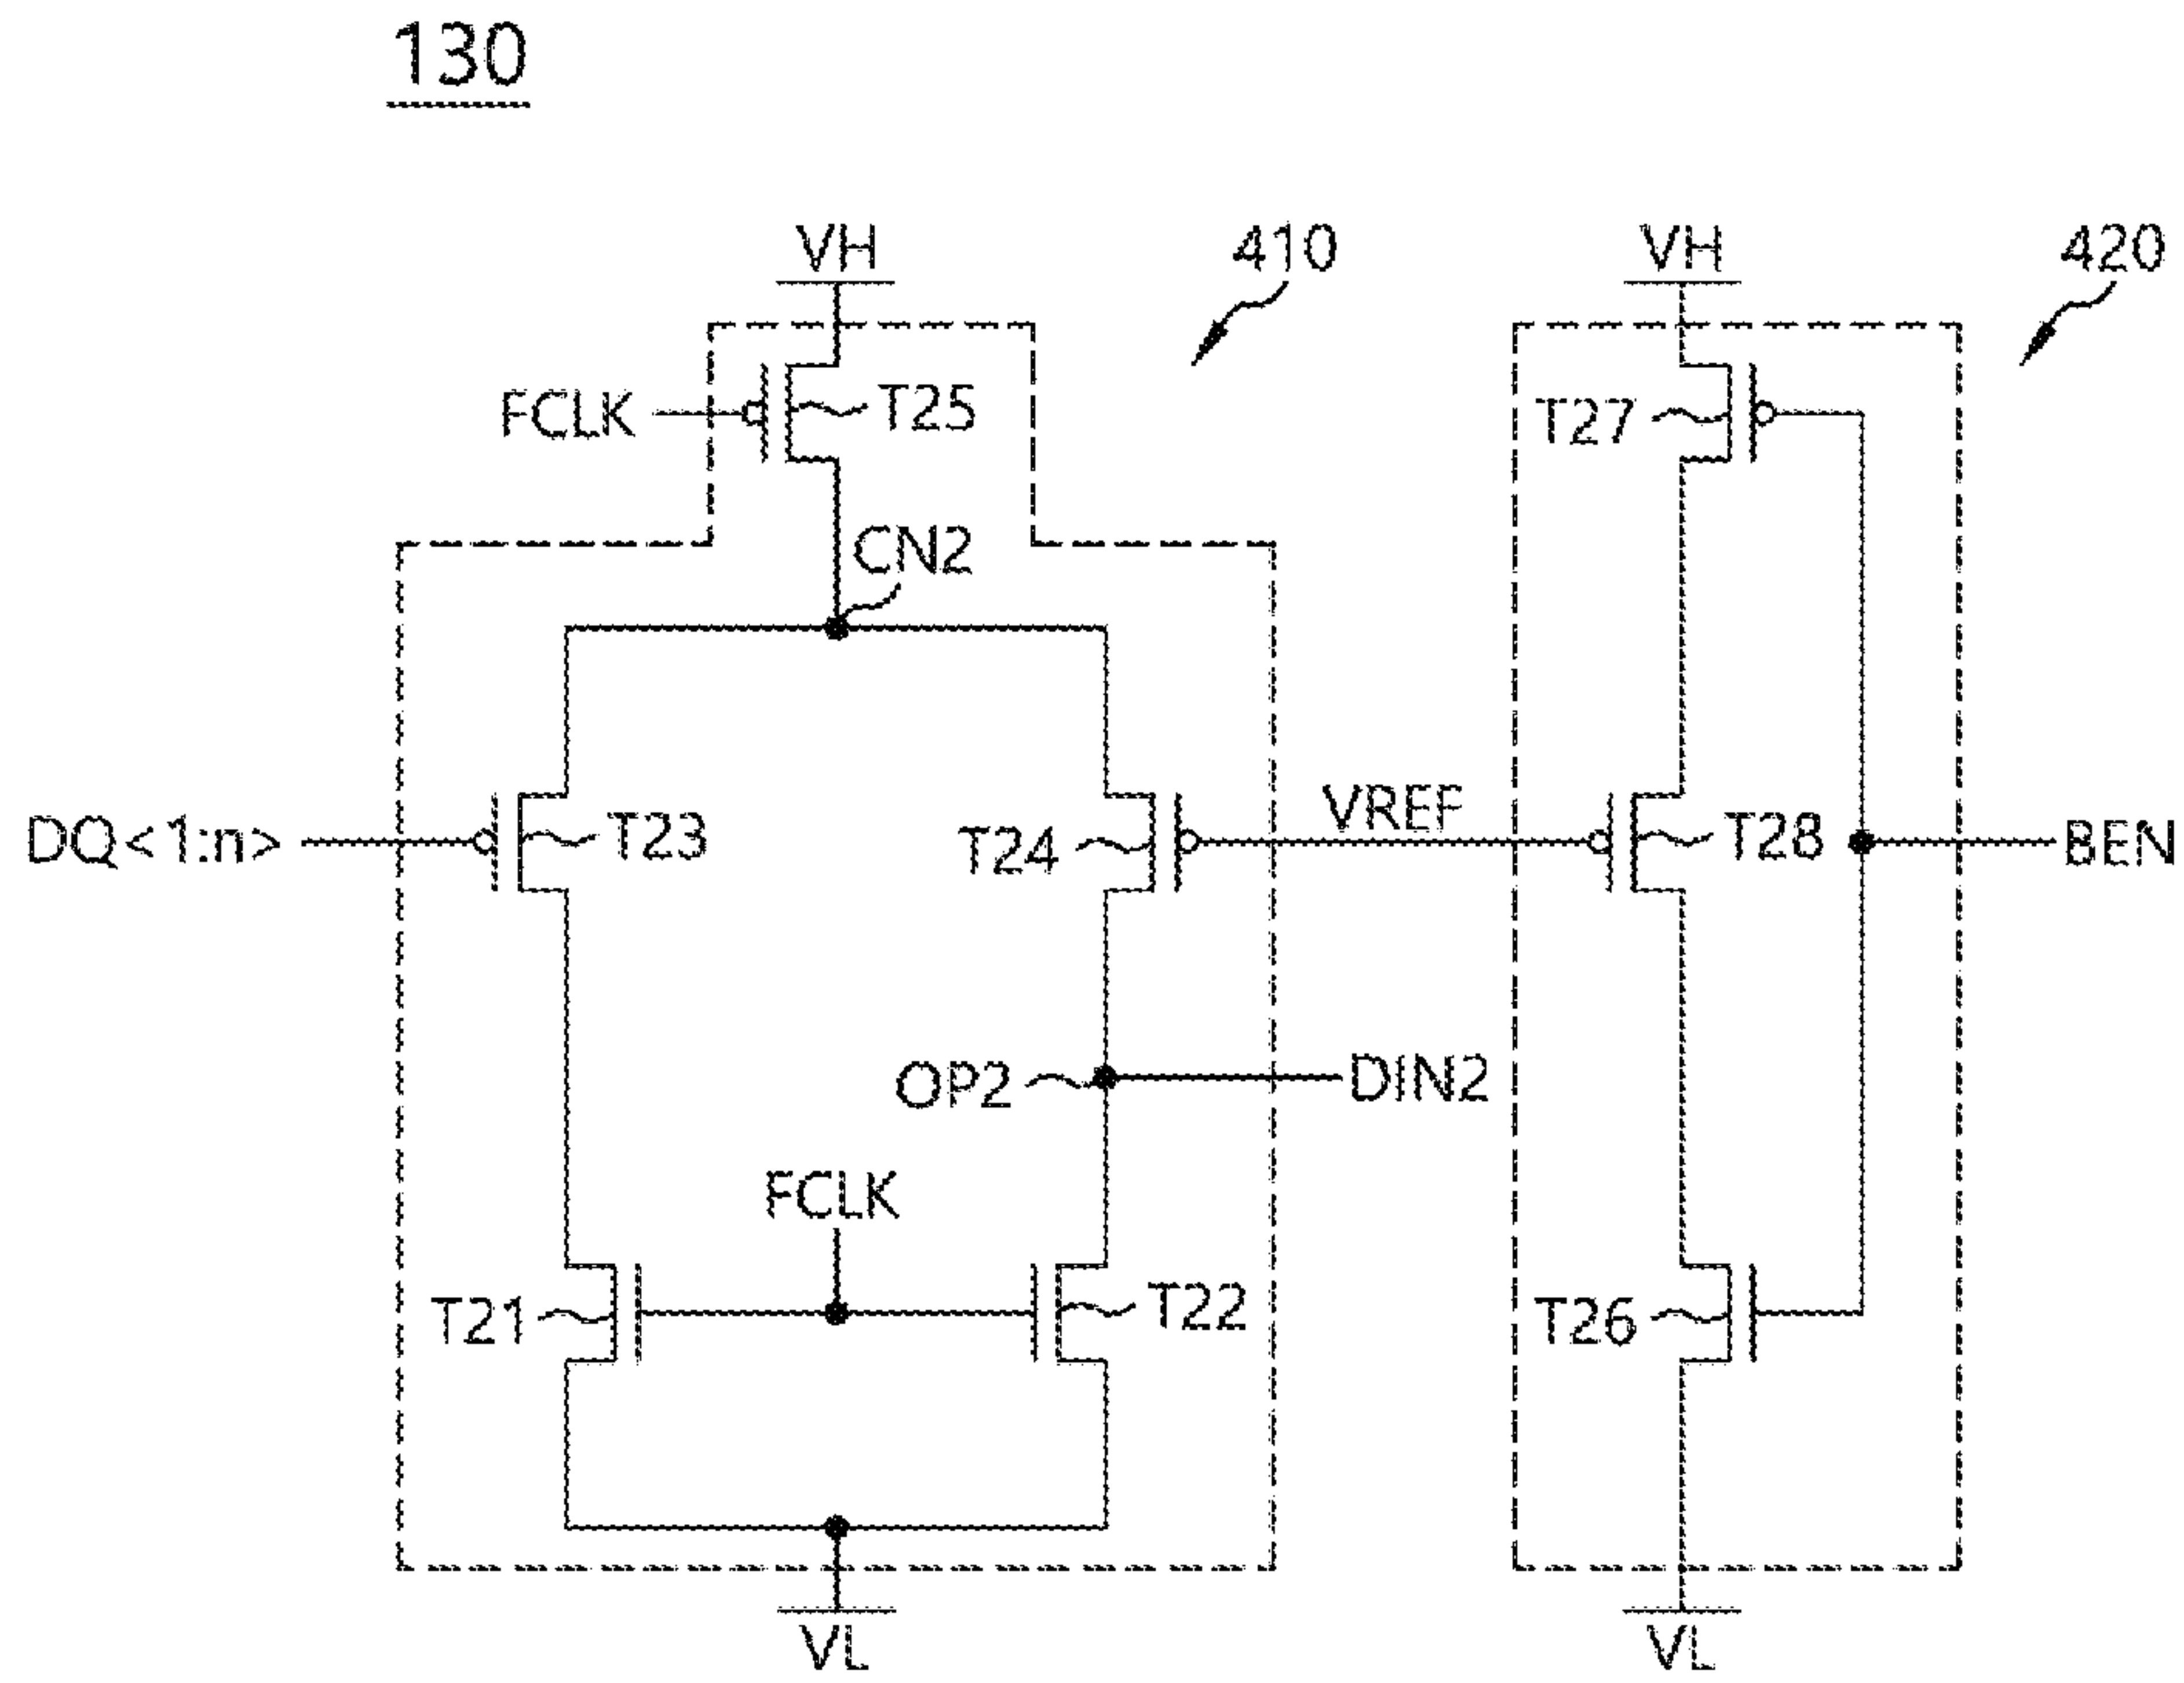 130
VH
410
VH
420
FCLK
T25
T27
CN2
DQ<1:n>
T23
T24
VREF
T28
BEN
OP2
DIN2
FCLK
T21
T22
T26
VL
VL